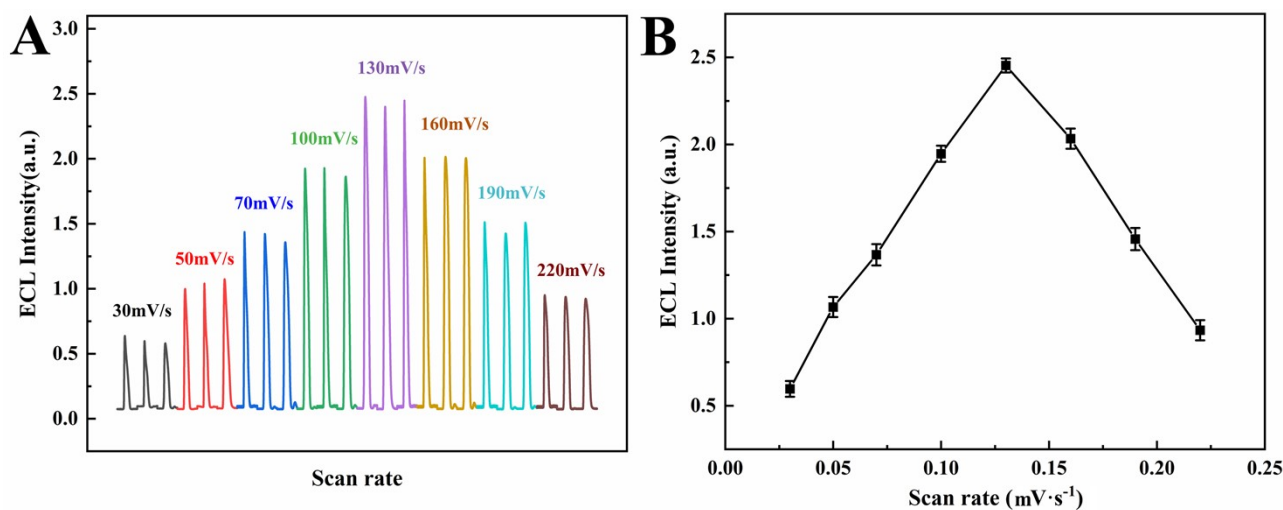 A
3.0
2.5
2.0
1.5
1.0
0.5
0.0
ECL Intensity(a.u.)
30mV/s
50mV/s
70mV/s
100mV/s
130mV/s
160mV/s
190mV/s
220mV/s
Scan rate
B
2.5
2.0
1.5
1.0
0.5
ECL Intensity (a.u.)
0.00 0.05 0.10 0.15 0.20 0.25
Scan rate (mV·s⁻¹)